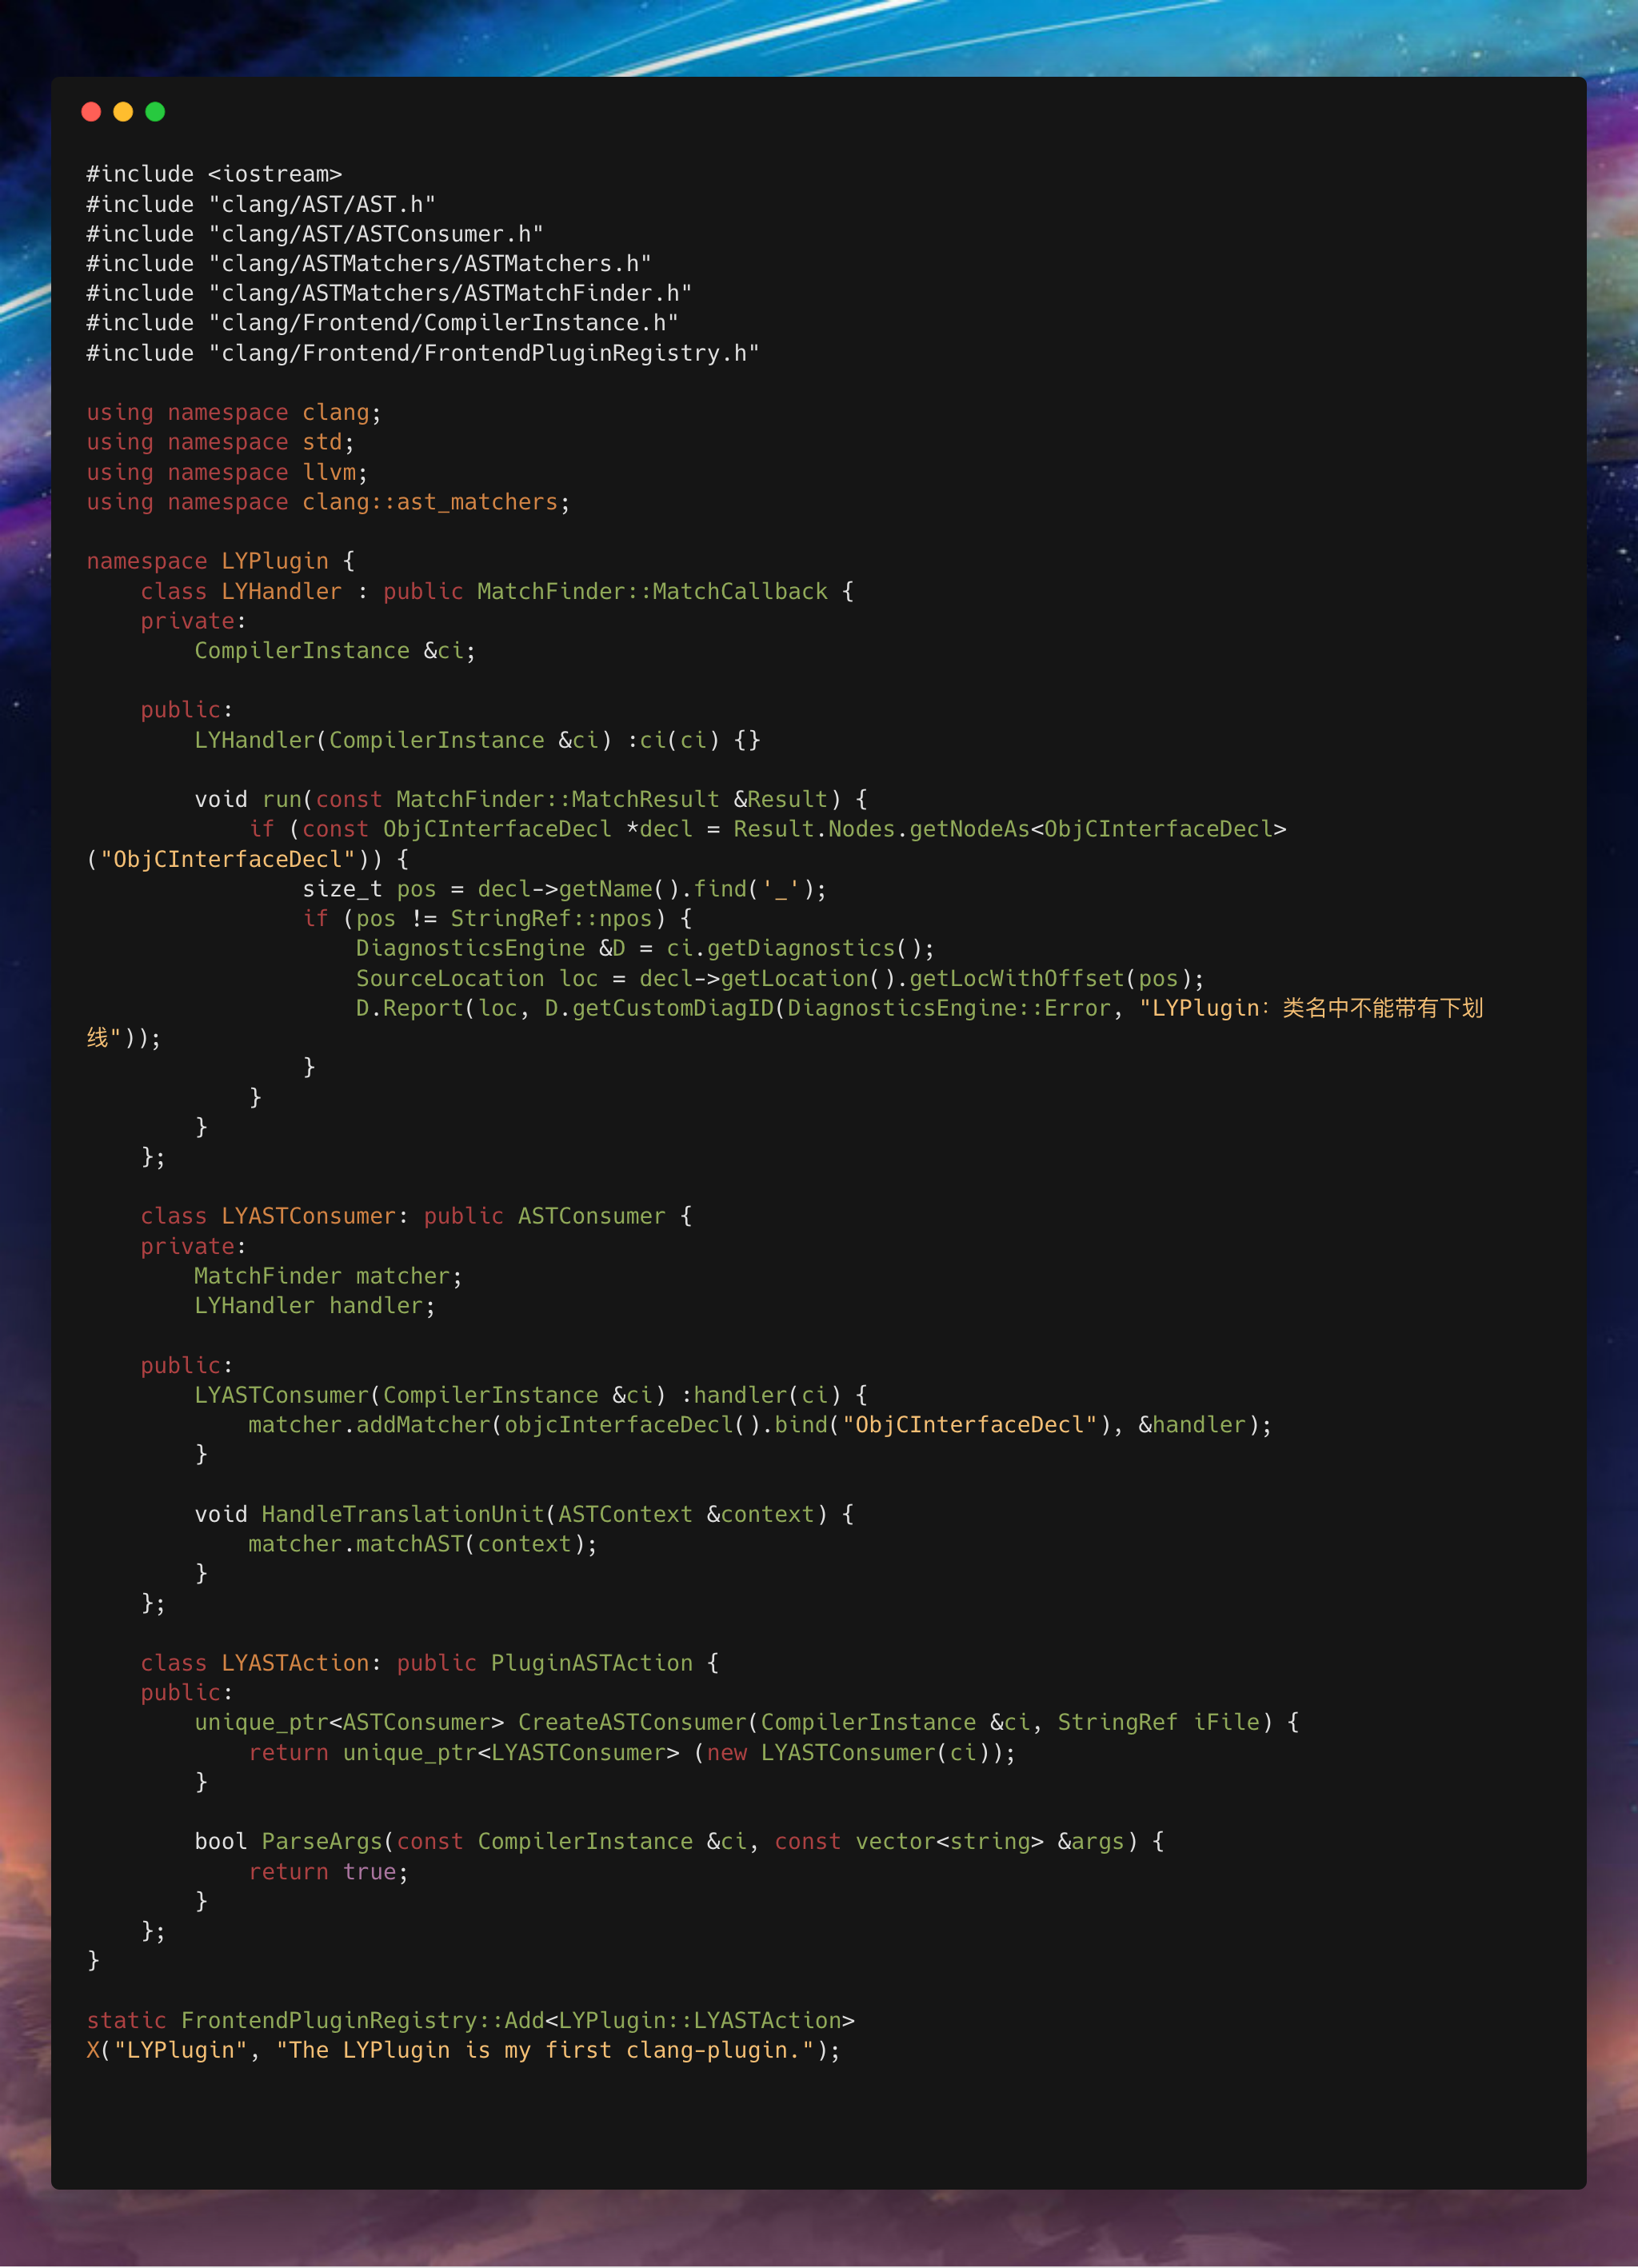 #include <iostream>
#include "clang/AST/AST.h"
#include "clang/AST/ASTConsumer.h"
#include "clang/ASTMatchers/ASTMatchers.h"
#include "clang/ASTMatchers/ASTMatchFinder.h"
#include "clang/Frontend/CompilerInstance.h"
#include "clang/Frontend/FrontendPluginRegistry.h"

using namespace clang;
using namespace std;
using namespace llvm;
using namespace clang::ast_matchers;

namespace LYPlugin {
    class LYHandler : public MatchFinder::MatchCallback {
    private:
        CompilerInstance &ci;

    public:
        LYHandler(CompilerInstance &ci) :ci(ci) {}

        void run(const MatchFinder::MatchResult &Result) {
            if (const ObjCInterfaceDecl *decl = Result.Nodes.getNodeAs<ObjCInterfaceDecl>
("ObjCInterfaceDecl")) {
                size_t pos = decl->getName().find('_');
                if (pos != StringRef::npos) {
                    DiagnosticsEngine &D = ci.getDiagnostics();
                    SourceLocation loc = decl->getLocation().getLocWithOffset(pos);
                    D.Report(loc, D.getCustomDiagID(DiagnosticsEngine::Error, "LYPlugin：类名中不能带有下划
线"));
                }
            }
        }
    };

    class LYASTConsumer: public ASTConsumer {
    private:
        MatchFinder matcher;
        LYHandler handler;

    public:
        LYASTConsumer(CompilerInstance &ci) :handler(ci) {
            matcher.addMatcher(objcInterfaceDecl().bind("ObjCInterfaceDecl"), &handler);
        }

        void HandleTranslationUnit(ASTContext &context) {
            matcher.matchAST(context);
        }
    };

    class LYASTAction: public PluginASTAction {
    public:
        unique_ptr<ASTConsumer> CreateASTConsumer(CompilerInstance &ci, StringRef iFile) {
            return unique_ptr<LYASTConsumer> (new LYASTConsumer(ci));
        }

        bool ParseArgs(const CompilerInstance &ci, const vector<string> &args) {
            return true;
        }
    };
}

static FrontendPluginRegistry::Add<LYPlugin::LYASTAction>
X("LYPlugin", "The LYPlugin is my first clang-plugin.");